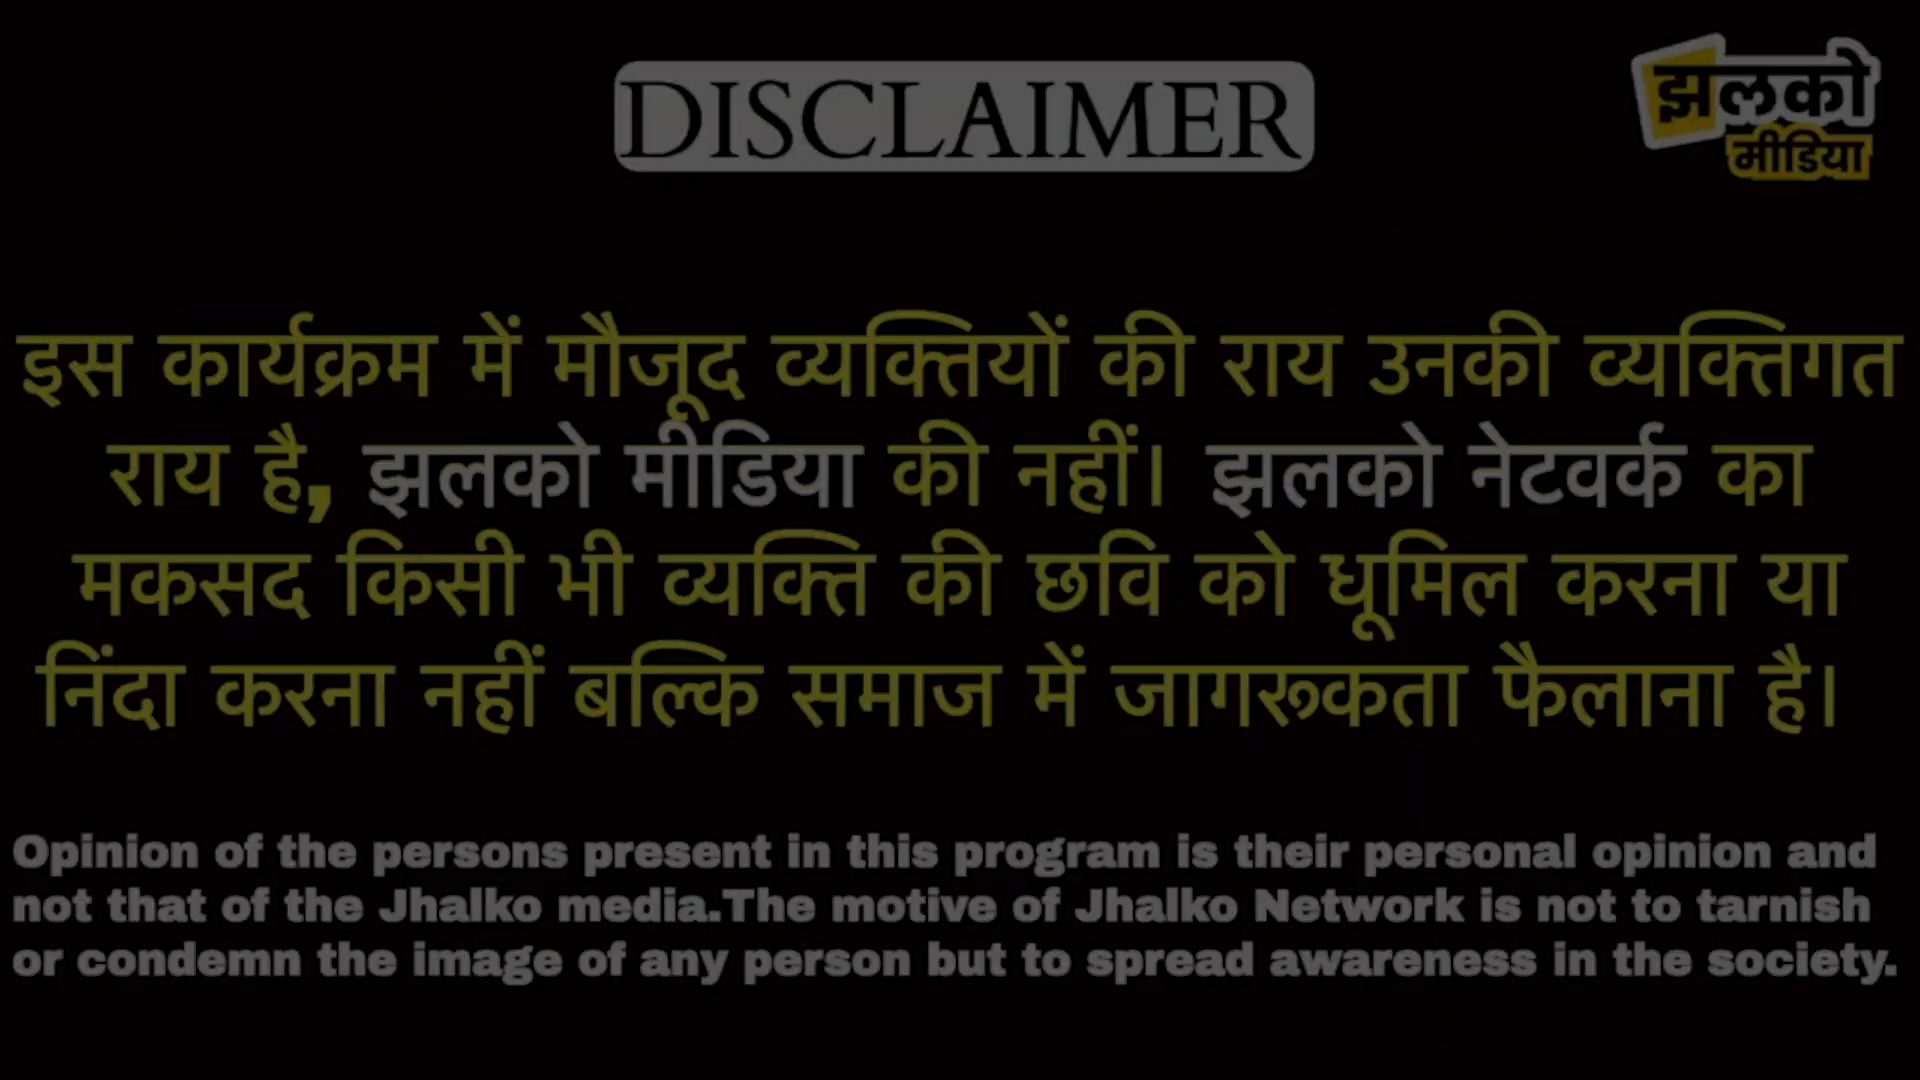 DISCLAIMER
झलको
मीडिया
इस कार्यक्रम में मौजूद व्यक्तियों की राय उनकी व्यक्तिगत
राय है, झलको मीडिया की नहीं। झलको नेटवर्क का
मकसद किसी भी व्यक्ति की छवि को धूमिल करना या
निंदा करना नहीं बल्कि समाज में जागरूकता फैलाना है।
Opinion of the persons present in this program is their personal opinion and
not that of the Jhalko media.The motive of Jhalko Network is not to tarnish
or condemn the image of any person but to spread awareness in the society.